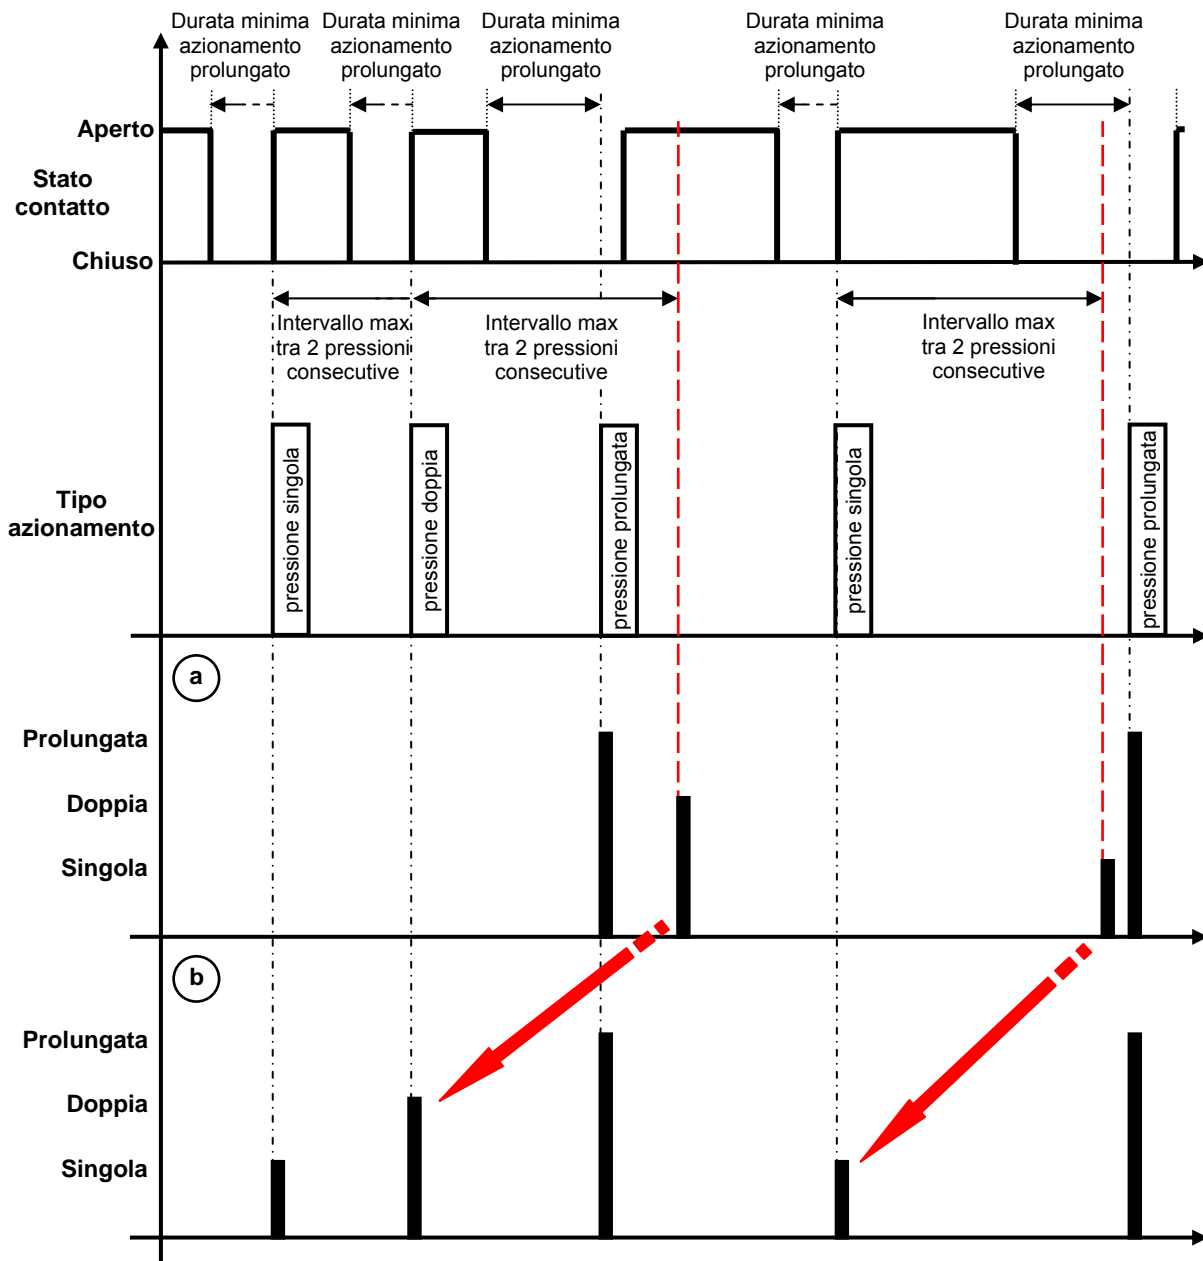 Durata minima
azionamento
prolungato
Durata minima
azionamento
prolungato
Durata minima
azionamento
prolungato
Durata minima
azionamento
prolungato
Durata minima
azionamento
prolungato
Aperto
Stato
contatto
Chiuso
Intervallo max
tra 2 pressioni
consecutive
Intervallo max
tra 2 pressioni
consecutive
Intervallo max
tra 2 pressioni
consecutive
Tipo
azionamento
pressione singola
pressione doppia
pressione prolungata
pressione singola
pressione prolungata
a
Prolungata
Doppia
Singola
b
Prolungata
Doppia
Singola